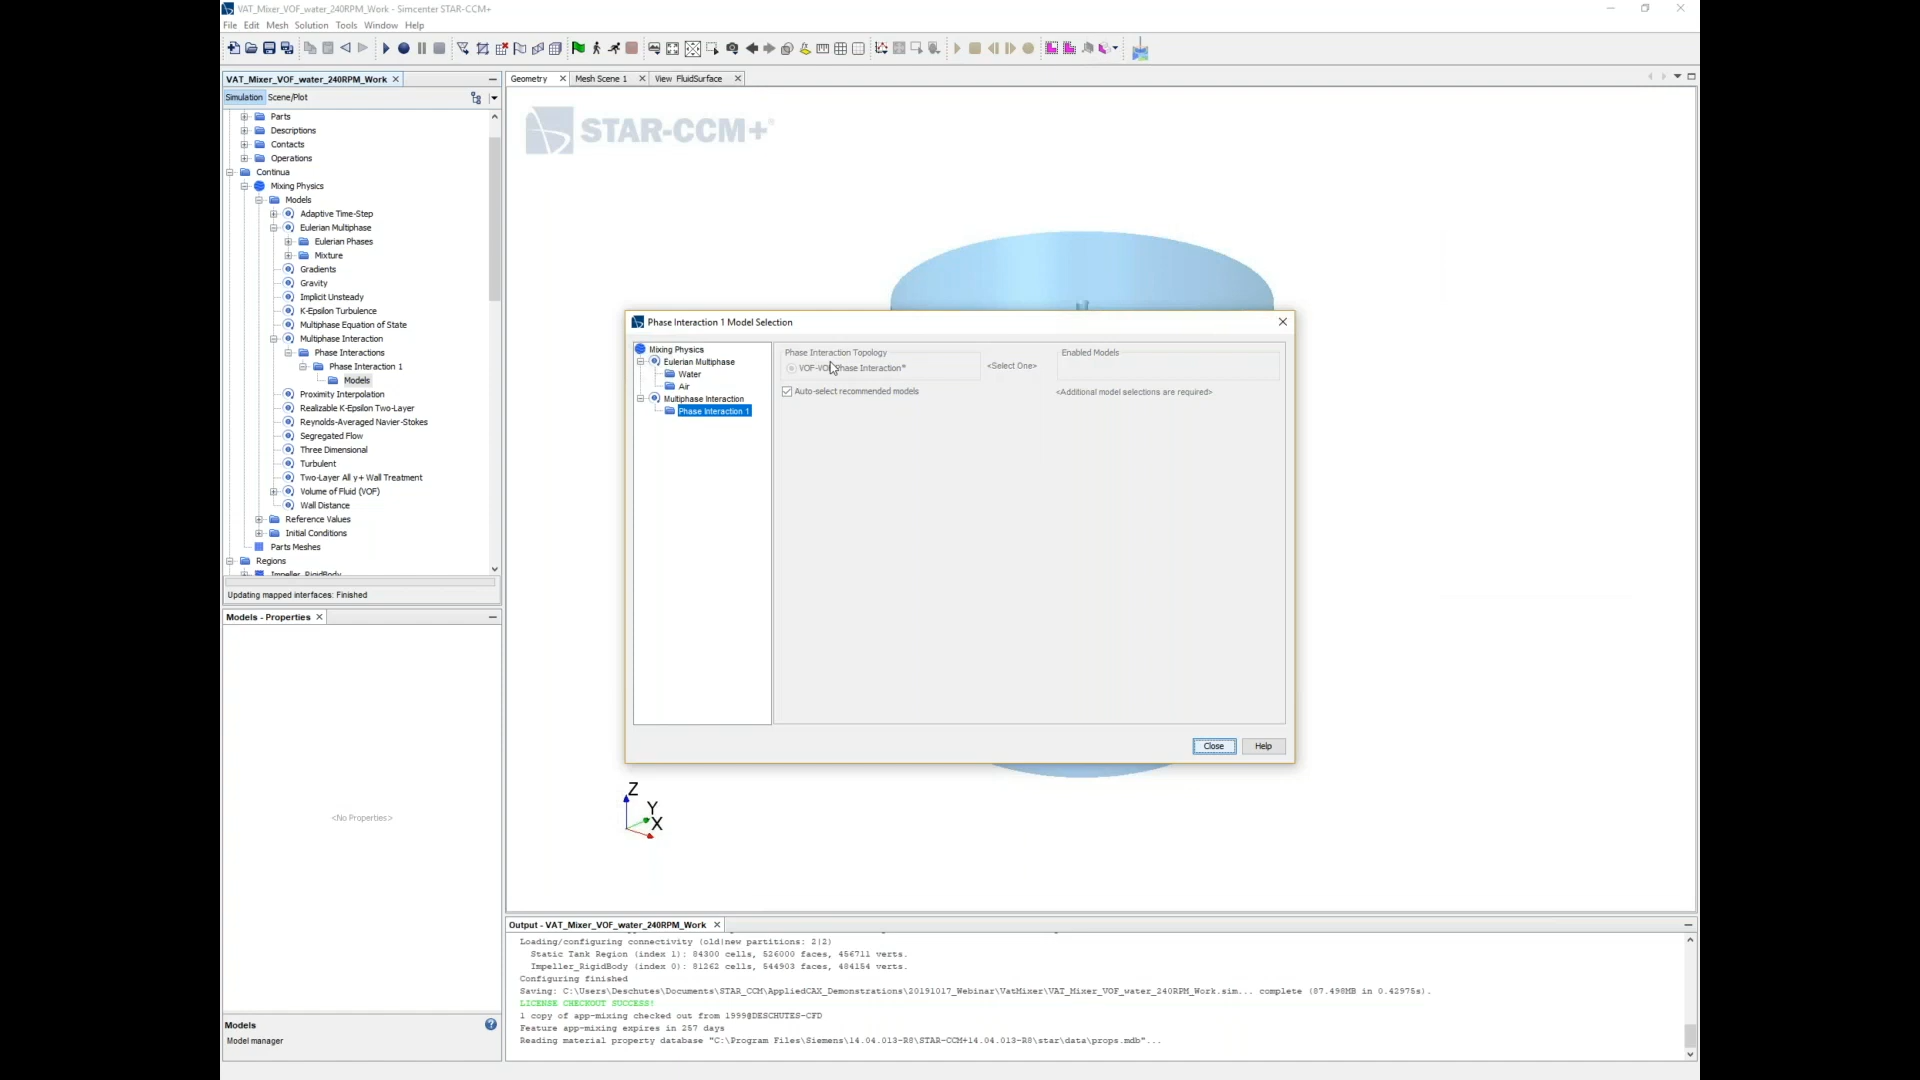 VAT_Mixer_VOF_water_240RPM_Work - Simcenter STAR-CCM+
File Edit Mesh Solution Tools Window Help
VAT_Mixer_VOF_water_240RPM_Work
Simulation Scene/Plot
Parts
Descriptions
Contacts
Operations
Continua
Mixing Physics
Models
Adaptive Time-Step
Eulerian Multiphase
Eulerian Phases
Mixture
Gradients
Gravity
Implicit Unsteady
K-Epsilon Turbulence
Multiphase Equation of State
Multiphase Interaction
Phase Interactions
Phase Interaction 1
Models
Proximity Interpolation
Realizable K-Epsilon Two-Layer
Reynolds-Averaged Navier-Stokes
Segregated Flow
Three Dimensional
Turbulent
Two-Layer All y+ Wall Treatment
Volume of Fluid (VOF)
Wall Distance
Reference Values
Initial Conditions
Parts Meshes
Regions
Impeller_RigidBody
Updating mapped interfaces: Finished
Models - Properties
<No Properties>
Models
Model manager
Geometry Mesh Scene 1 View FluidSurface
STAR-CCM+
Phase Interaction 1 Model Selection
Mixing Physics
Eulerian Multiphase
Water
Air
Multiphase Interaction
Phase Interaction 1
Phase Interaction Topology
VOF-VOF Phase Interaction*
<Select One>
Auto-select recommended models
Enabled Models
<Additional model selections are required>
Close Help
Z
Y
X
Output - VAT_Mixer_VOF_water_240RPM_Work
Loading/configuring connectivity (old|new partitions: 2|2)
Static Tank Region (index 1): 84300 cells, 526000 faces, 456711 verts.
Impeller_RigidBody (index 0): 81262 cells, 544903 faces, 484154 verts.
Configuring finished
Saving: C:\Users\Deschutes\Documents\STAR_CCM\AppliedCAX_Demonstrations\20191017_Webinar\VatMixer\VAT_Mixer_VOF_water_240RPM_Work.sim... complete (87.498MB in 0.42975s).
LICENSE CHECKOUT SUCCESS!
1 copy of app-mixing checked out from 1999@DESCHUTES-CFD
Feature app-mixing expires in 257 days
Reading material property database "C:\Program Files\Siemens\14.04.013-R8\STAR-CCM+14.04.013-R8\star\data\props.mdb"...